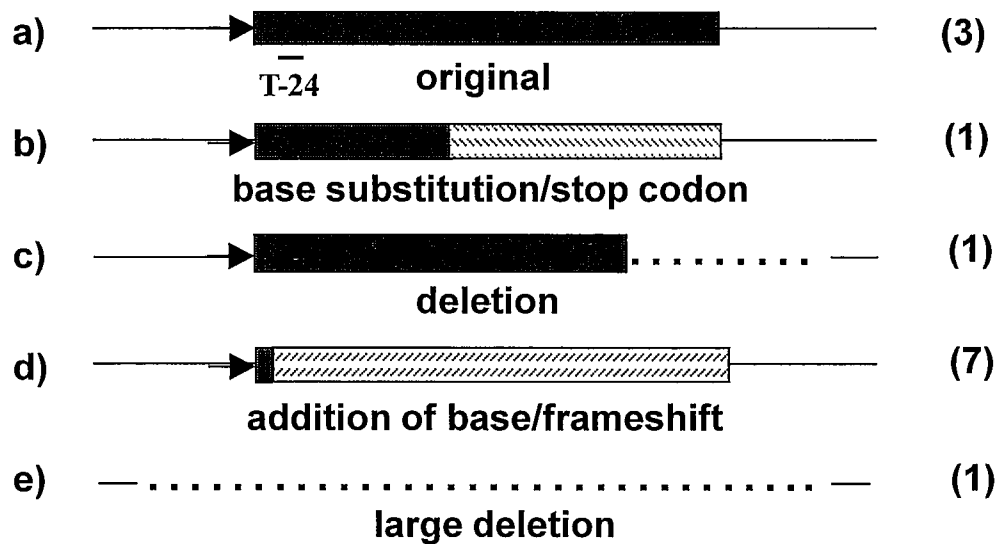 a) (3)
T-24 original
b) (1)
base substitution/stop codon
c) (1)
deletion
d) (7)
addition of base/frameshift
e) (1)
large deletion